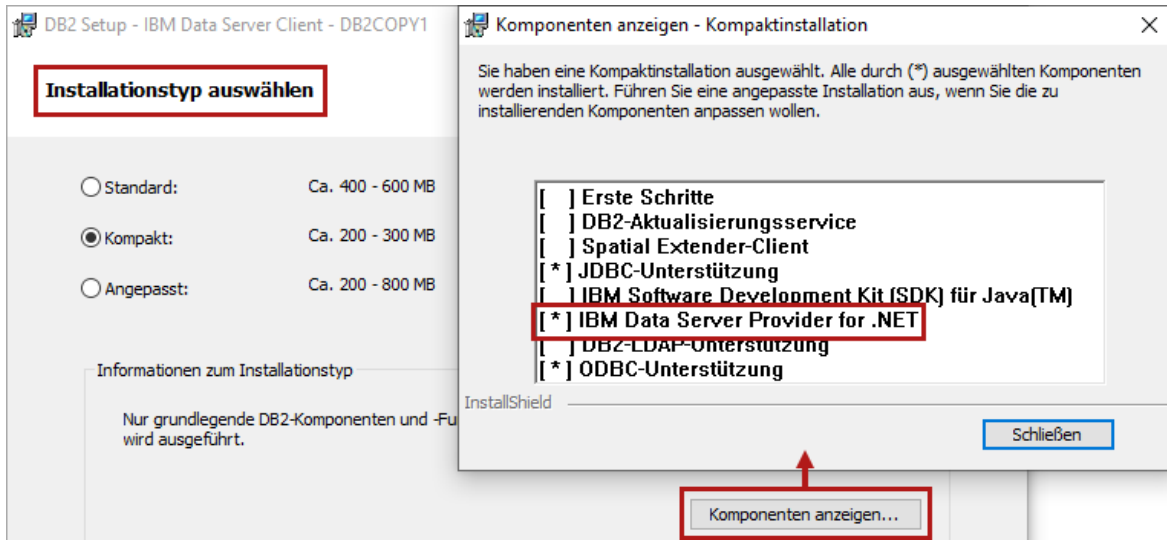 DB2 Setup - IBM Data Server Client - DB2COPY1
Installationstyp auswählen
Standard: Ca. 400 - 600 MB
Kompakt: Ca. 200 - 300 MB
Angepasst: Ca. 200 - 800 MB
Informationen zum Installationstyp
Nur grundlegende DB2-Komponenten und
wird ausgeführt.
Komponenten anzeigen...
Komponenten anzeigen - Kompaktinstallation
Sie haben eine Kompaktinstallation ausgewählt. Alle durch (*) ausgewählten Komponenten
werden installiert. Führen Sie eine angepasste Installation aus, wenn Sie die zu
installierenden Komponenten anpassen wollen.
[ ] Erste Schritte
[ ] DB2-Aktualisierungsservice
[ ] Spatial Extender-Client
[*] JDBC-Unterstützung
[ ] IBM Software Development Kit (SDK) für Java(TM)
[*] IBM Data Server Provider for .NET
[ ] DB2-LDAP-Unterstützung
[*] ODBC-Unterstützung
InstallShield
Schließen